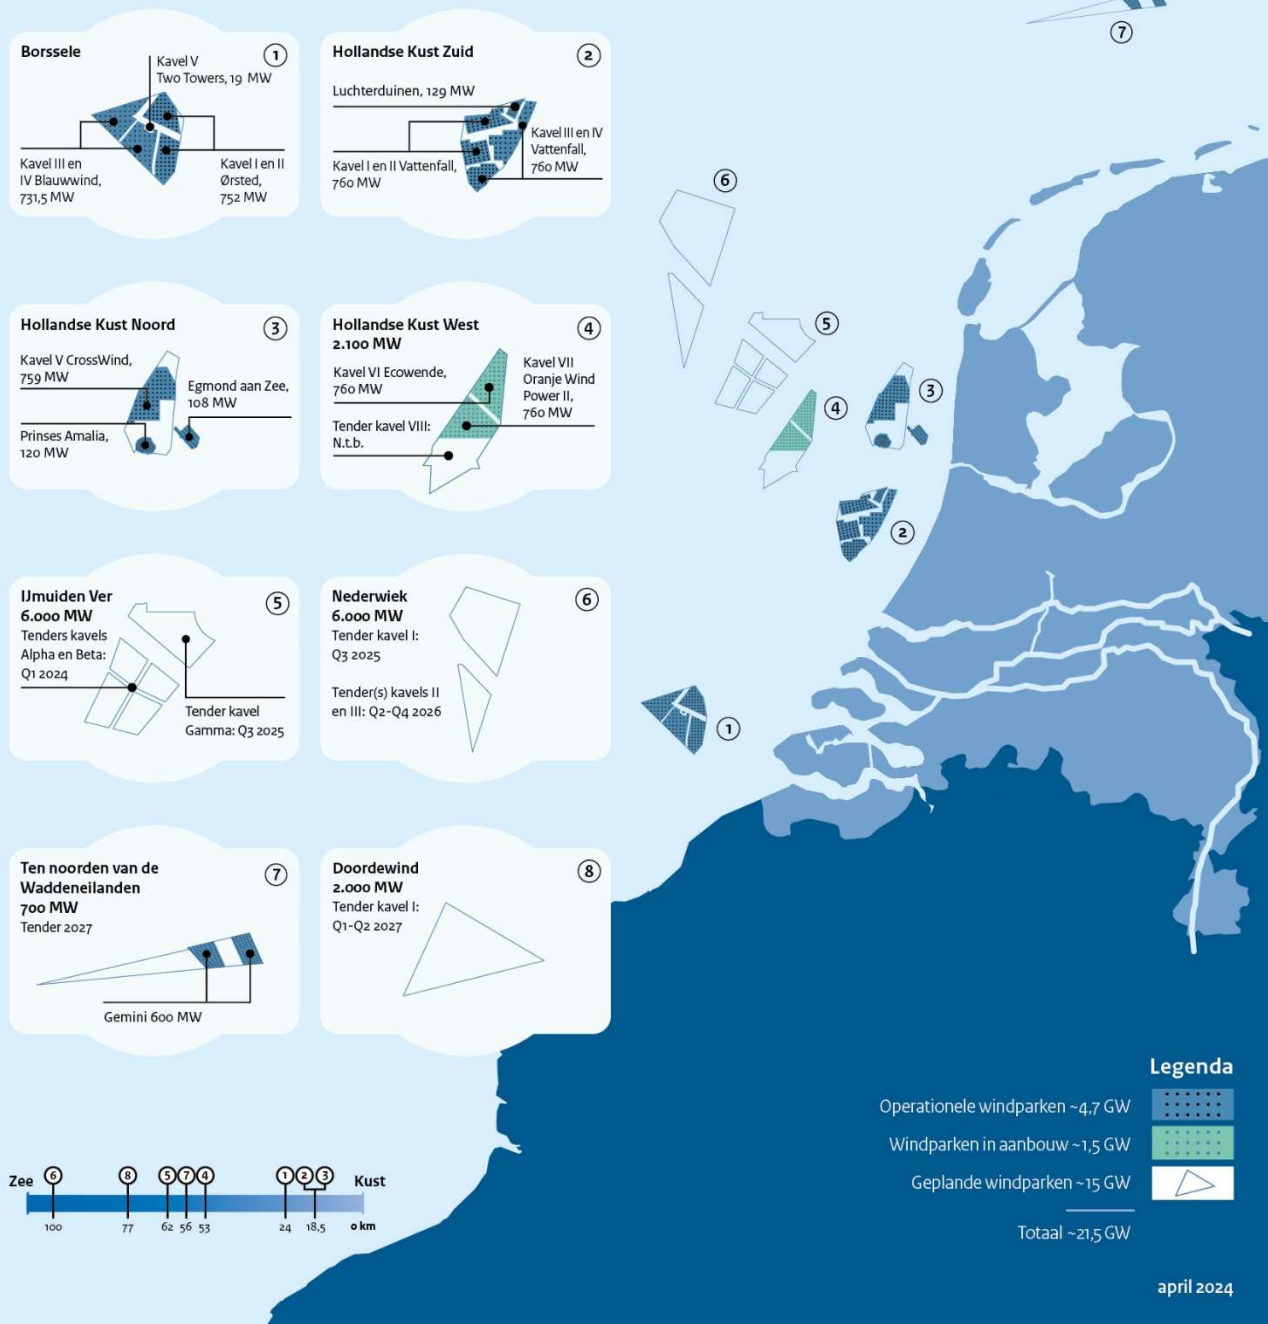 Borssele
1
Kavel V
Two Towers, 19 MW
Kavel III en
IV Blauwwind,
731,5 MW
Kavel I en II
Ørsted,
752 MW
Hollandse Kust Zuid
2
Luchterduinen, 129 MW
Kavel III en IV
Vattenfall,
760 MW
Kavel I en II Vattenfall,
760 MW
Hollandse Kust Noord
3
Kavel V CrossWind,
759 MW
Egmond aan Zee,
108 MW
Prinses Amalia,
120 MW
Hollandse Kust West
2.100 MW
4
Kavel VI Ecowende,
760 MW
Kavel VII
Oranje Wind
Power II,
760 MW
Tender kavel VIII:
N.t.b.
IJmuiden Ver
6.000 MW
5
Tenders kavels
Alpha en Beta:
Q1 2024
Tender kavel
Gamma: Q3 2025
Nederwiek
6.000 MW
6
Tender kavel I:
Q3 2025
Tender(s) kavels II
en III: Q2-Q4 2026
Ten noorden van de
Waddeneilanden
700 MW
7
Tender 2027
Gemini 600 MW
Doordewind
2.000 MW
8
Tender kavel I:
Q1-Q2 2027
7
6
5
4
3
2
1
Zee 6 8 5 7 4 1 2 3 Kust
100 77 62 56 53 24 18,5 0 km
Legenda
Operationele windparken ~4,7 GW
Windparken in aanbouw ~1,5 GW
Geplande windparken ~15 GW
Totaal ~21,5 GW
april 2024